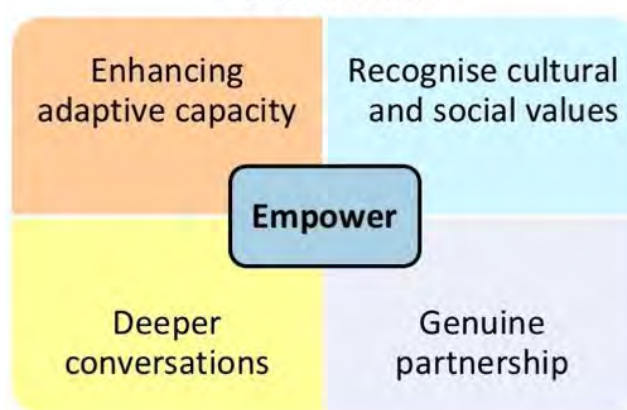 Enhancing
adaptive capacity
Recognise cultural
and social values
Empower
Deeper
conversations
Genuine
partnership